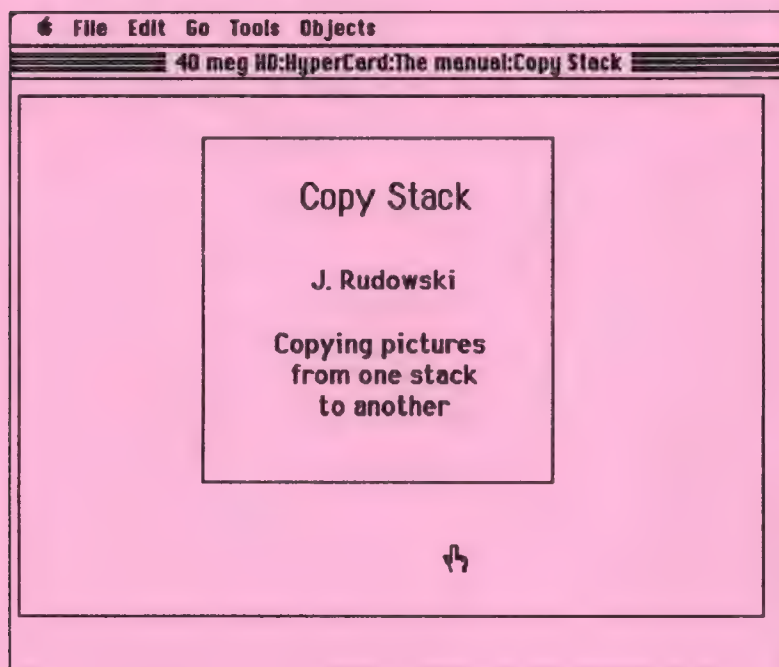 File Edit Go Tools Objects
40 meg HD:HyperCard:The manual:Copy Stack
Copy Stack
J. Rudowski
Copying pictures
from one stack
to another